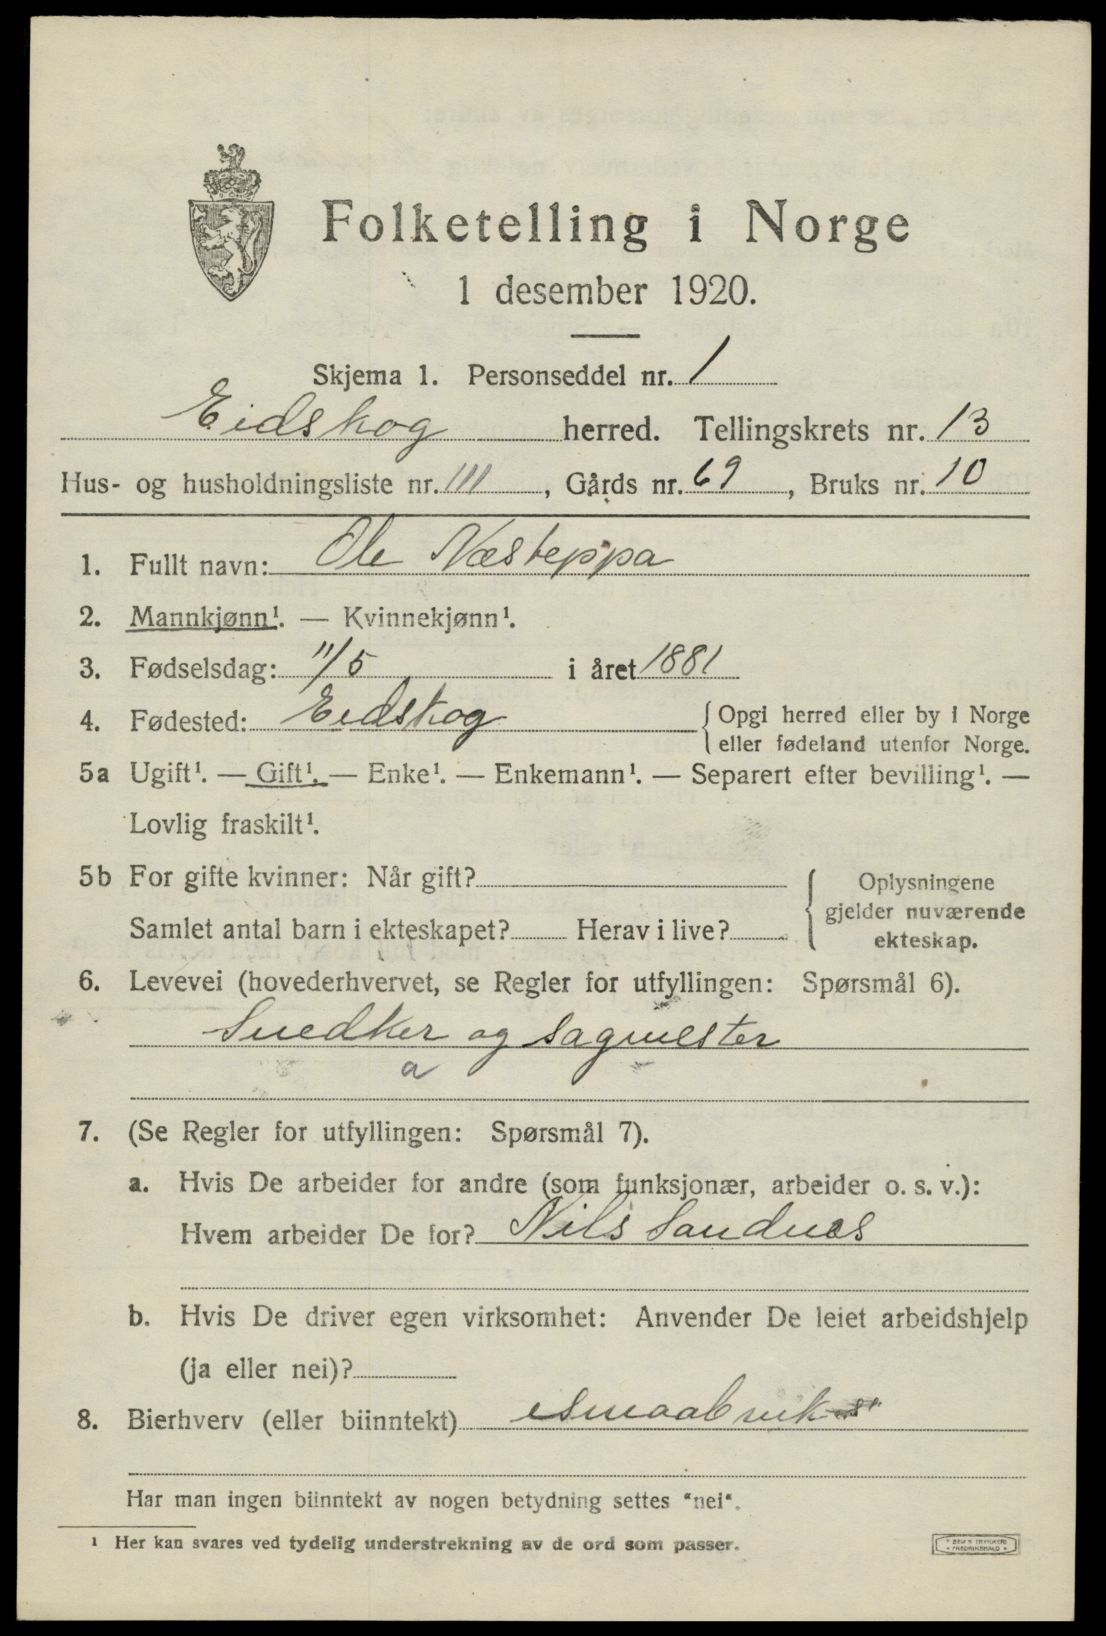 Folketelling i Norge
1 desember 1920.
Skjema 1. Personseddel nr. 1
Eidskog herred. Tellingskrets nr. 13
Hus- og husholdningsliste nr. 111, Gårds nr. 69, Bruks nr. 10
1. Fullt navn: Ole Næsteppa
2. Mannkjønn¹. — Kvinnekjønn¹.
3. Fødselsdag: 11/5 i året 1881
4. Fødested: Eidskog { Opgi herred eller by i Norge
eller fødeland utenfor Norge.
5a Ugift¹. — Gift¹. — Enke¹. — Enkemann¹. — Separert efter bevilling¹. —
Lovlig fraskilt¹.
5b For gifte kvinner: Når gift? { Oplysningene
gjelder nuværende
Samlet antal barn i ekteskapet? Herav i live?
ekteskap.
6. Levevei (hovederhvervet, se Regler for utfyllingen: Spørsmål 6).
Snedker og sagmester
a
7. (Se Regler for utfyllingen: Spørsmål 7).
a. Hvis De arbeider for andre (som funksjonær, arbeider o. s. v.):
Hvem arbeider De for? Nils Sandnes
b. Hvis De driver egen virksomhet: Anvender De leiet arbeidshjelp
(ja eller nei)?
8. Bierhverv (eller biinntekt) smaabruk
Har man ingen biinntekt av nogen betydning settes "nei".
¹ Her kan svares ved tydelig understrekning av de ord som passer.